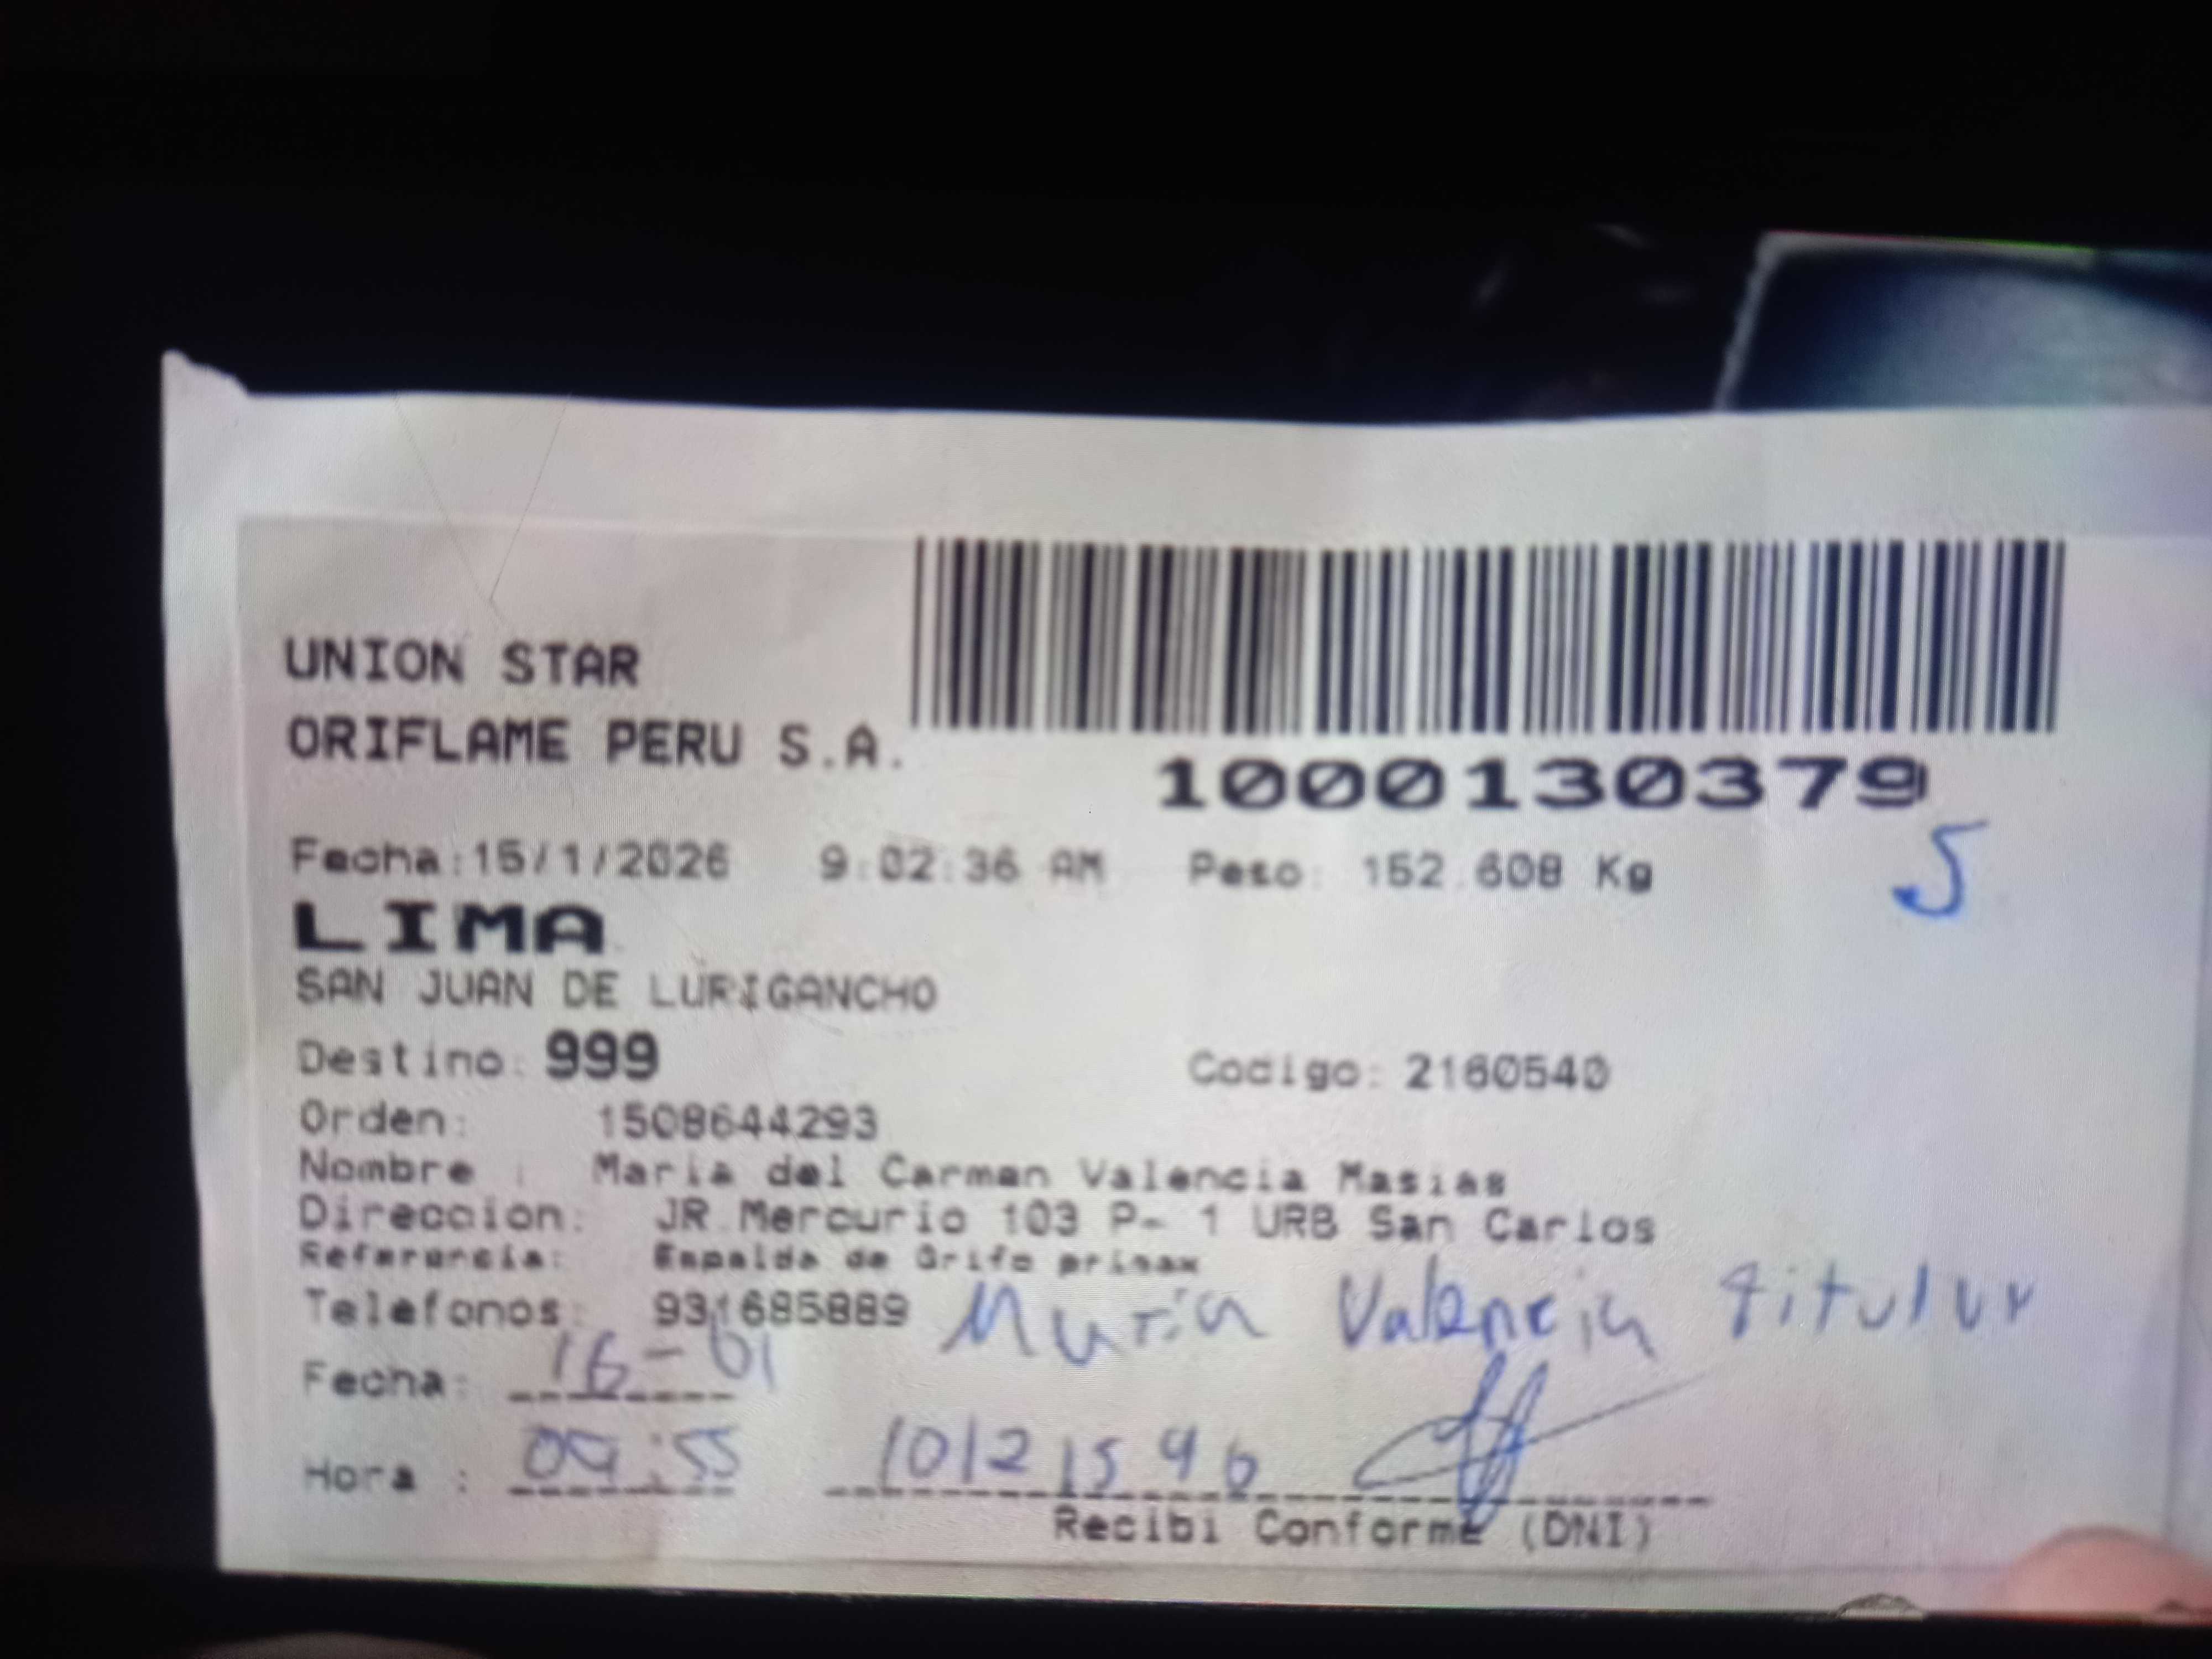 UNION STAR
ORIFLAME PERU S.A.
1000130379
5
Fecha:15/1/2026 9:02:36 AM Peso: 152.608 Kg
LIMA
SAN JUAN DE LURIGANCHO
Destino: 999 Codigo: 2160540
Orden: 1508644293
Nombre : Maria del Carmen Valencia Masias
Direccion: JR Mercurio 103 P- 1 URB San Carlos
Referencia: Espalda de Grifo primax
Telefonos: 931685889 María Valencia titular
Fecha: 16-01
Hora : 09:55 10121596
Recibi Conforme (DNI)